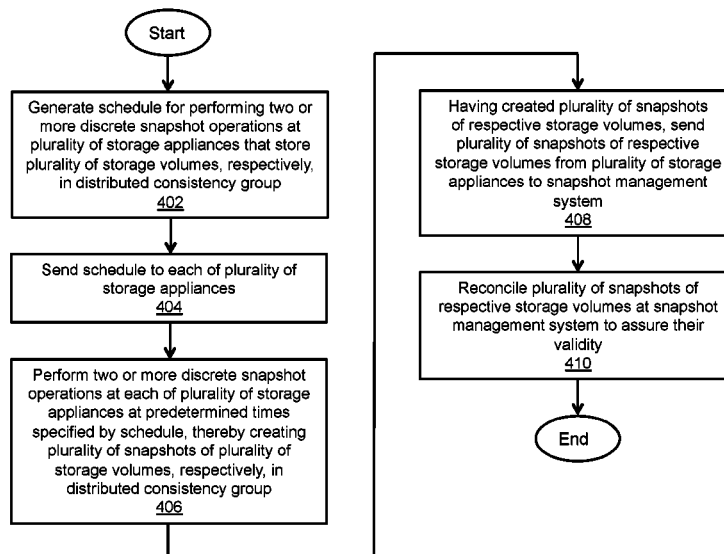 Start
Generate schedule for performing two or
more discrete snapshot operations at
plurality of storage appliances that store
plurality of storage volumes, respectively,
in distributed consistency group
402
Send schedule to each of plurality of
storage appliances
404
Perform two or more discrete snapshot
operations at each of plurality of storage
appliances at predetermined times
specified by schedule, thereby creating
plurality of snapshots of plurality of
storage volumes, respectively, in
distributed consistency group
406
Having created plurality of snapshots
of respective storage volumes, send
plurality of snapshots of respective
storage volumes from plurality of storage
appliances to snapshot management
system
408
Reconcile plurality of snapshots of
respective storage volumes at snapshot
management system to assure their
validity
410
End